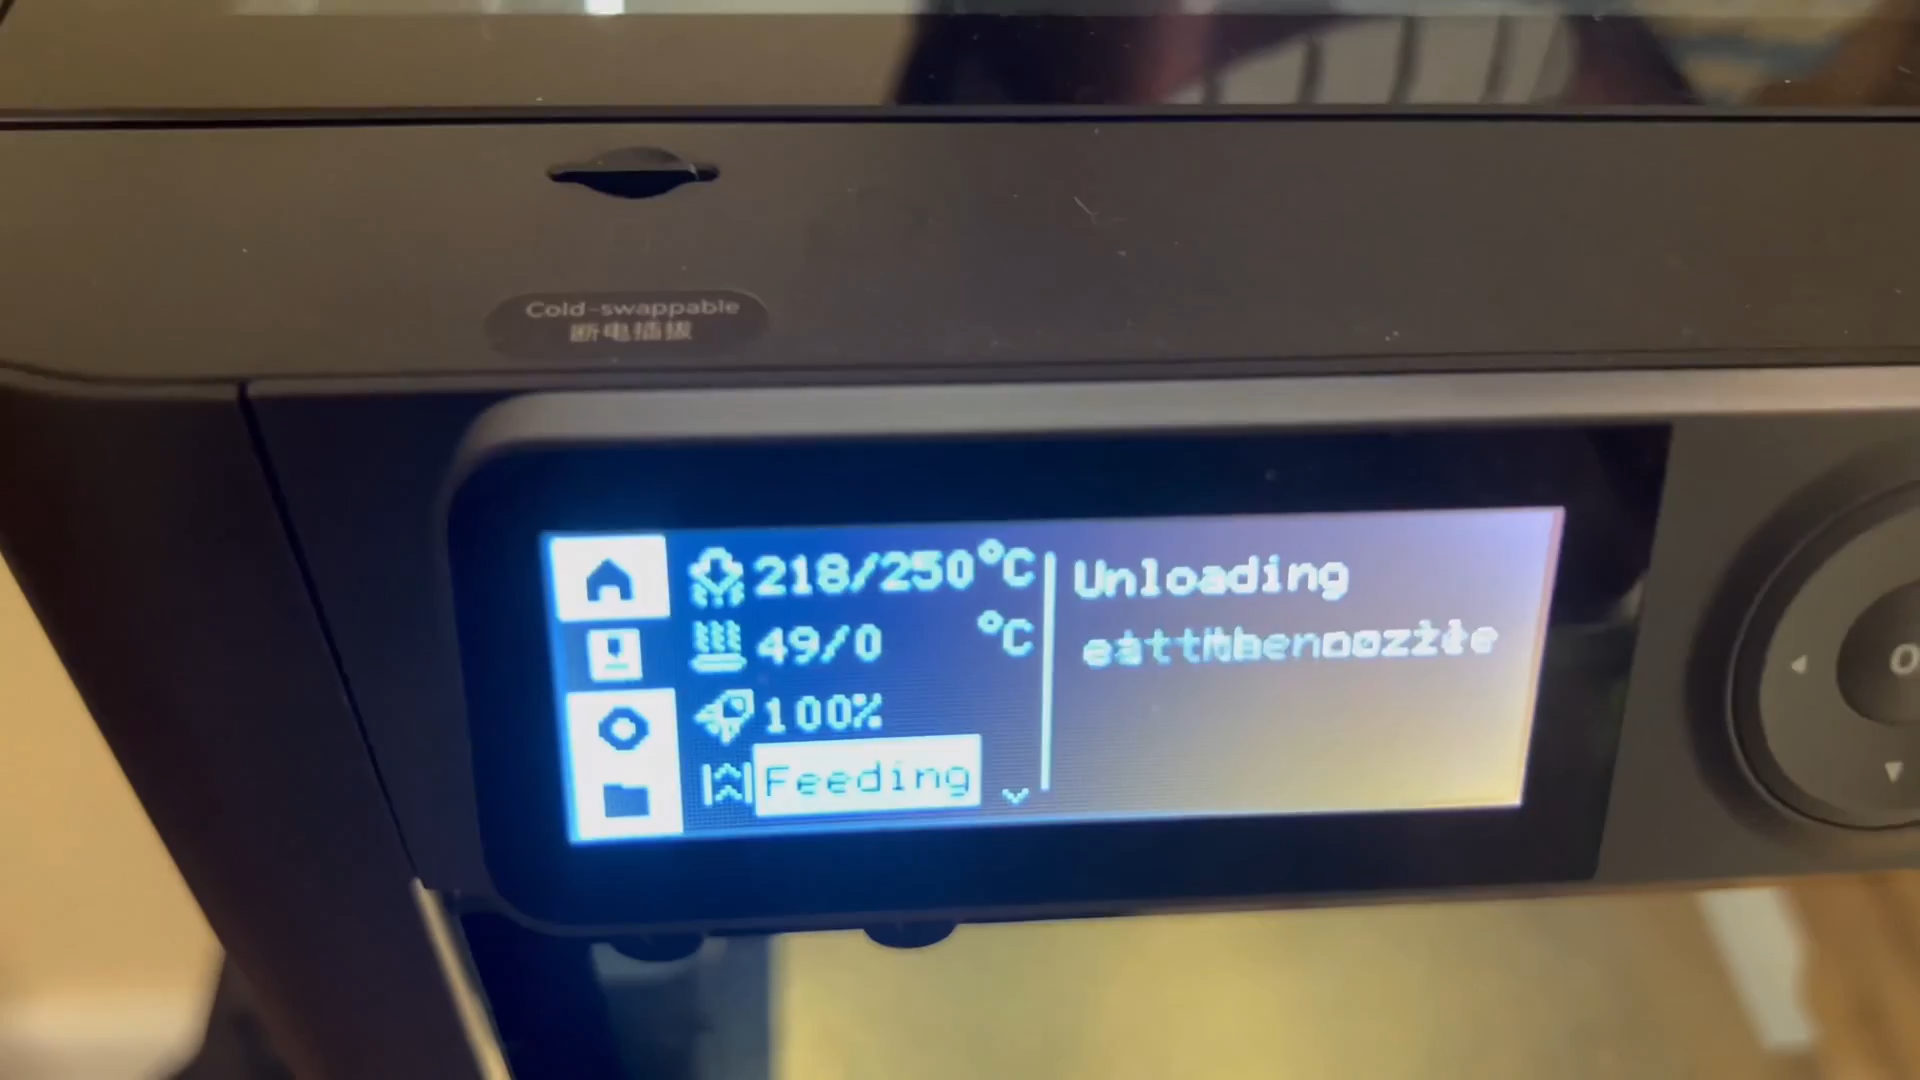 Cold-swappable
断电插拔
218/250°C
49/0 °C
100%
Feeding
Unloading